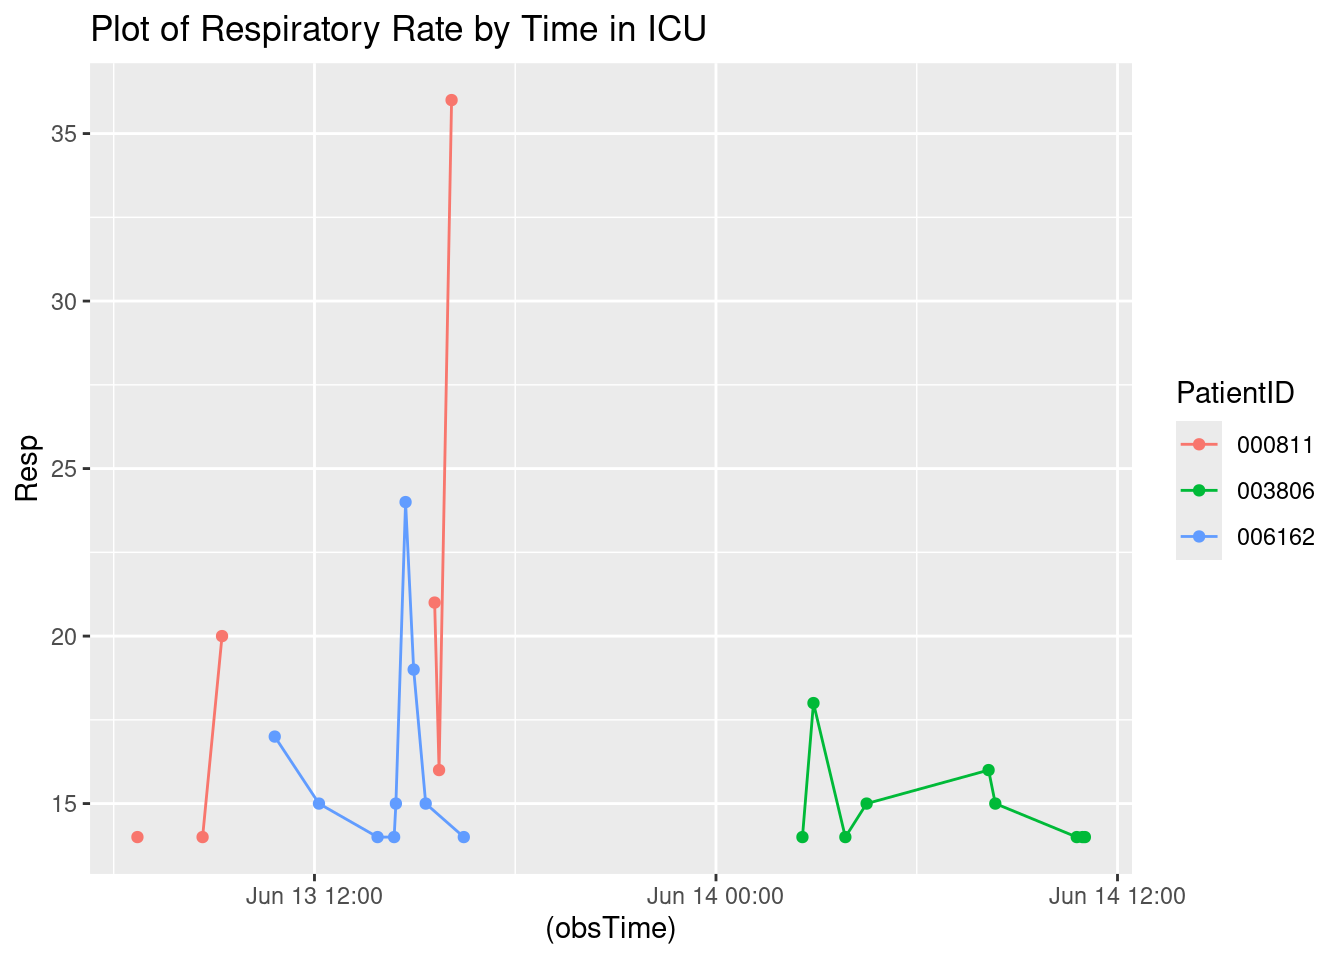 Plot of Respiratory Rate by Time in ICU
35
30
25
20
15
Resp
Jun 13 12:00
Jun 14 00:00
Jun 14 12:00
(obsTime)
PatientID
000811
003806
006162